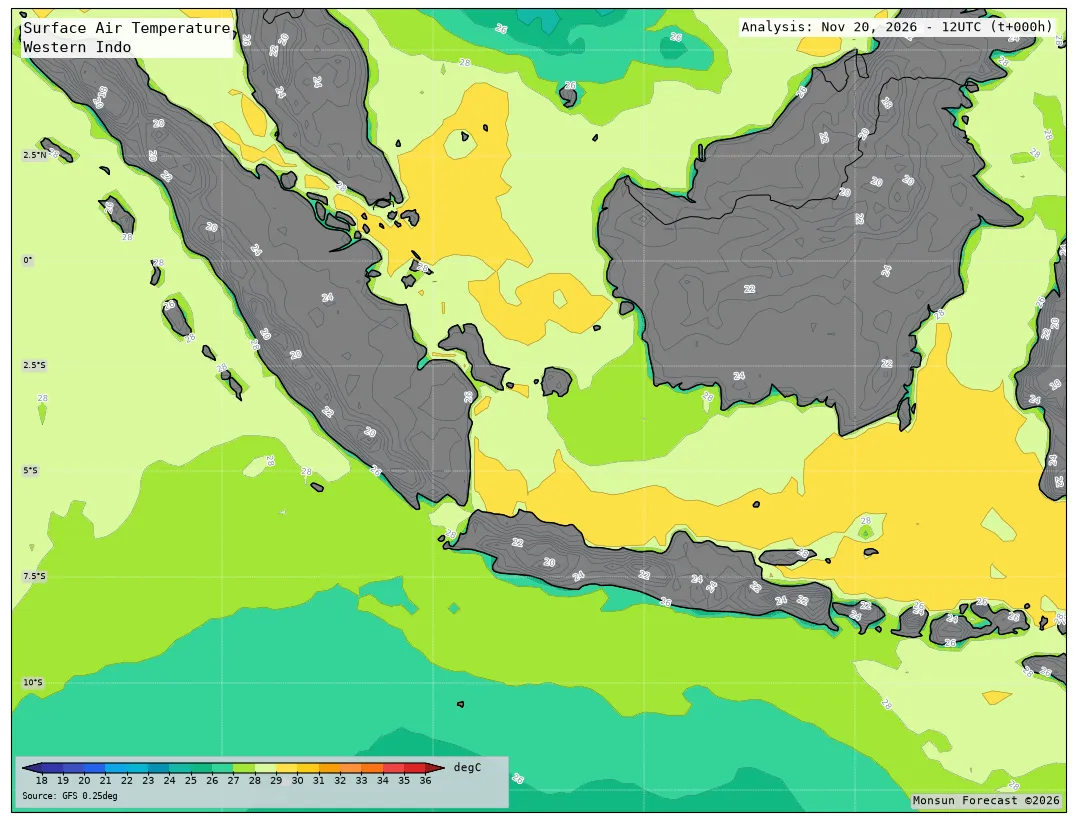 Surface Air Temperature
Western Indo
Analysis: Nov 20, 2026 - 12UTC (t+000h)
2.5°N
0°
2.5°S
5°S
7.5°S
10°S
18 19 20 21 22 23 24 25 26 27 28 29 30 31 32 33 34 35 36
degC
Source: GFS 0.25deg
Monsun Forecast ©2026